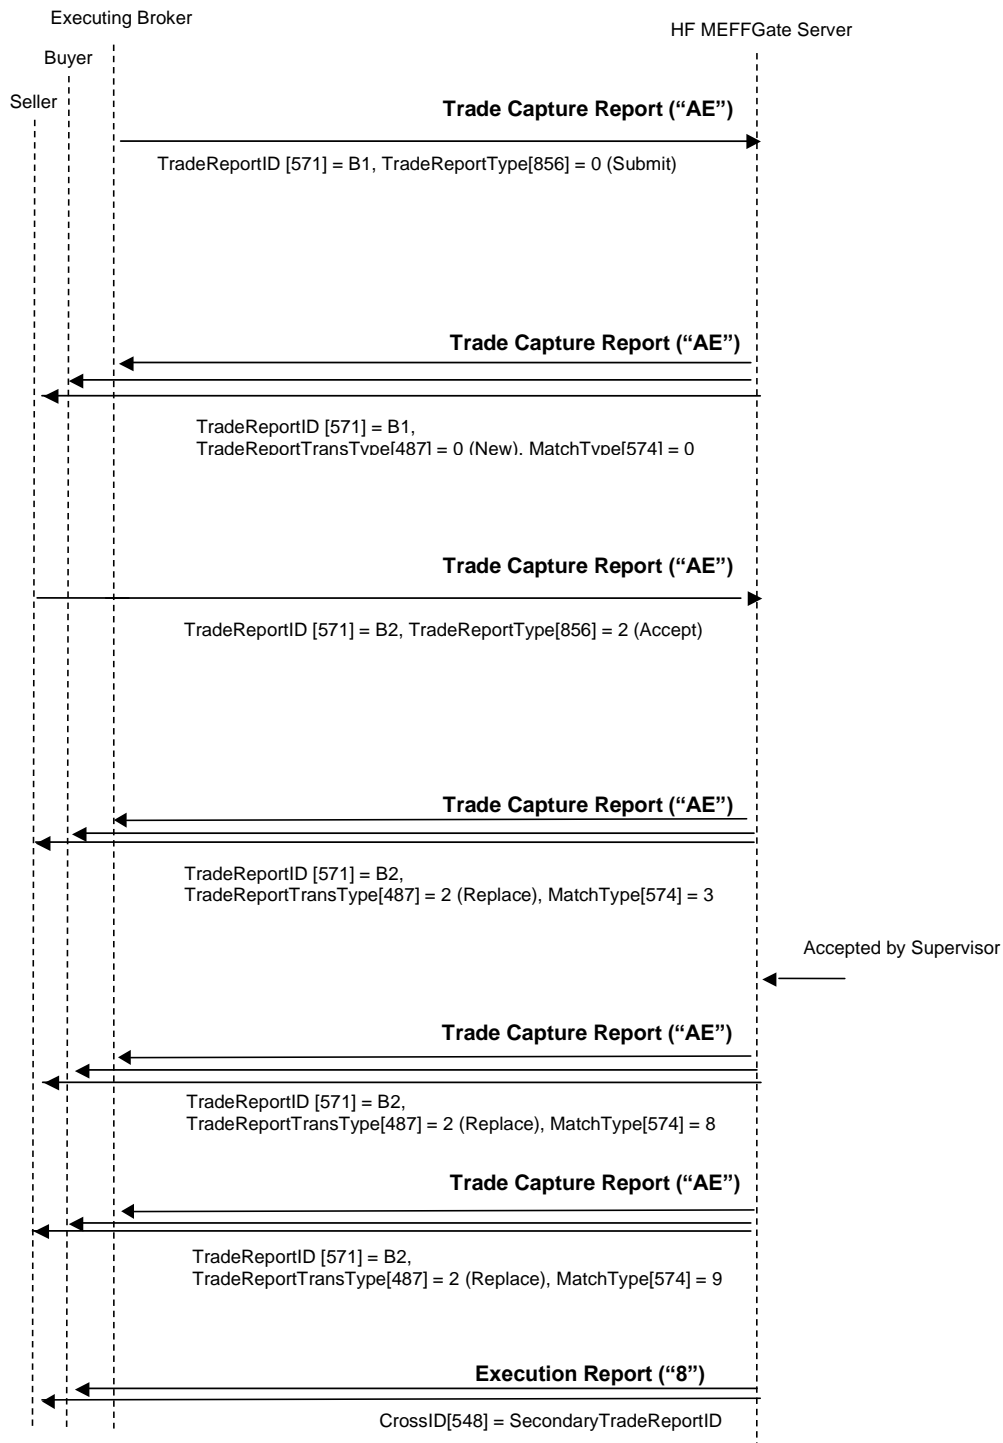 Executing Broker
HF MEFFGate Server
Buyer
Seller
Trade Capture Report (“AE”)
TradeReportID [571] = B1, TradeReportType[856] = 0 (Submit)
Trade Capture Report (“AE”)
TradeReportID [571] = B1,
TradeReportTransType[487] = 0 (New), MatchType[574] = 0
Trade Capture Report (“AE”)
TradeReportID [571] = B2, TradeReportType[856] = 2 (Accept)
Trade Capture Report (“AE”)
TradeReportID [571] = B2,
TradeReportTransType[487] = 2 (Replace), MatchType[574] = 3
Accepted by Supervisor
Trade Capture Report (“AE”)
TradeReportID [571] = B2,
TradeReportTransType[487] = 2 (Replace), MatchType[574] = 8
Trade Capture Report (“AE”)
TradeReportID [571] = B2,
TradeReportTransType[487] = 2 (Replace), MatchType[574] = 9
Execution Report (“8”)
CrossID[548] = SecondaryTradeReportID